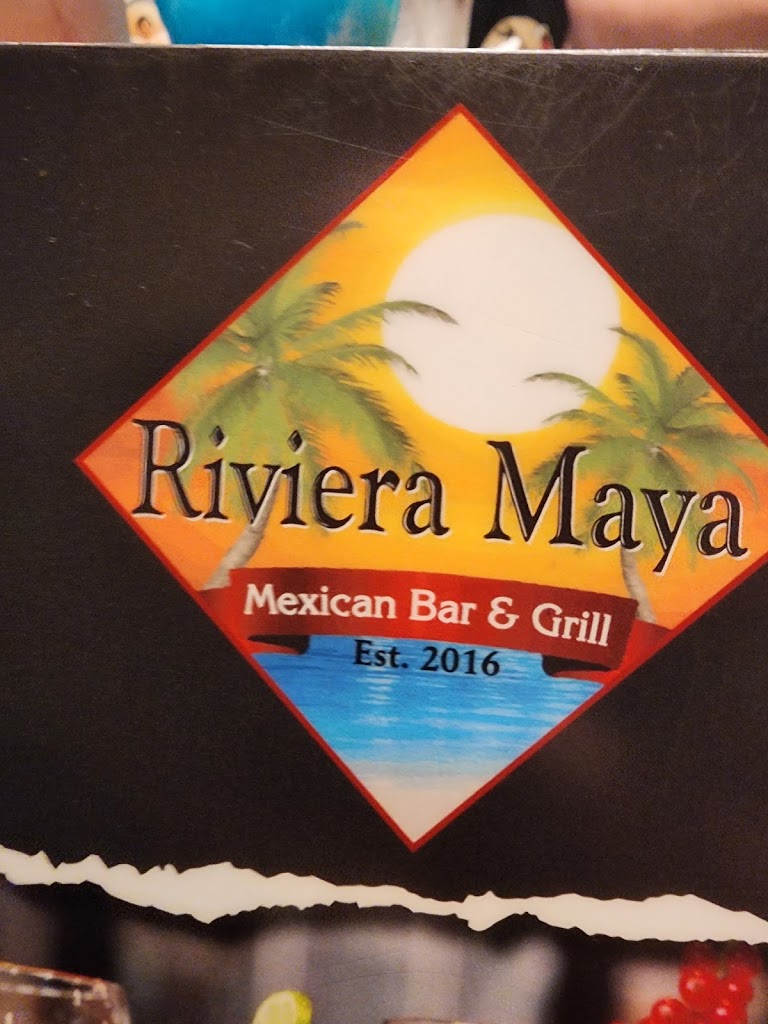 Riviera Maya
Mexican Bar & Grill
Est. 2016